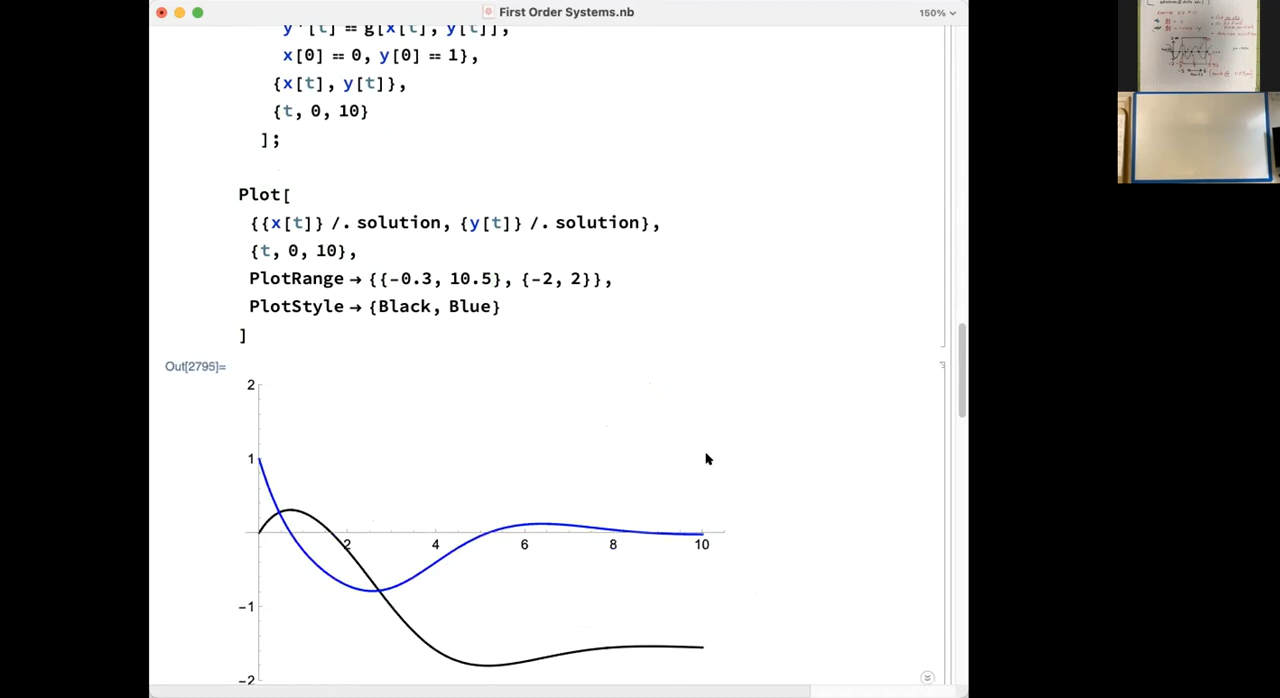 First Order Systems.nb
150%
y'[t] == g[x[t], y[t]],
x[0] == 0, y[0] == 1},
{x[t], y[t]},
{t, 0, 10}
];
Plot[
{{x[t]} /. solution, {y[t]} /. solution},
{t, 0, 10},
PlotRange → {{-0.3, 10.5}, {-2, 2}},
PlotStyle → {Black, Blue}
]
Out[2795]=
2
1
2 4 6 8 10
-1
-2